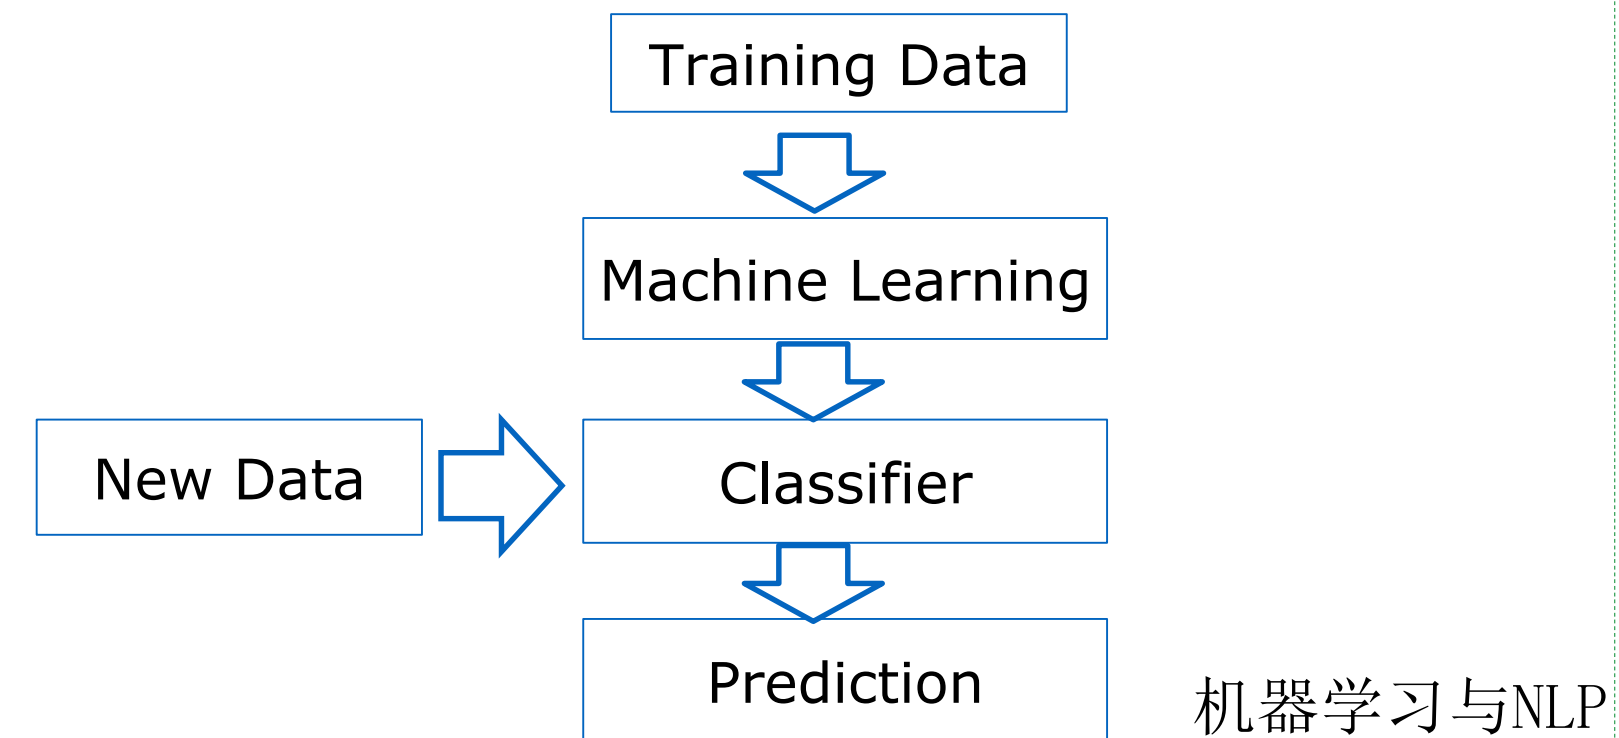 Training Data
Machine Learning
New Data
Classifier
Prediction
机器学习与NLP